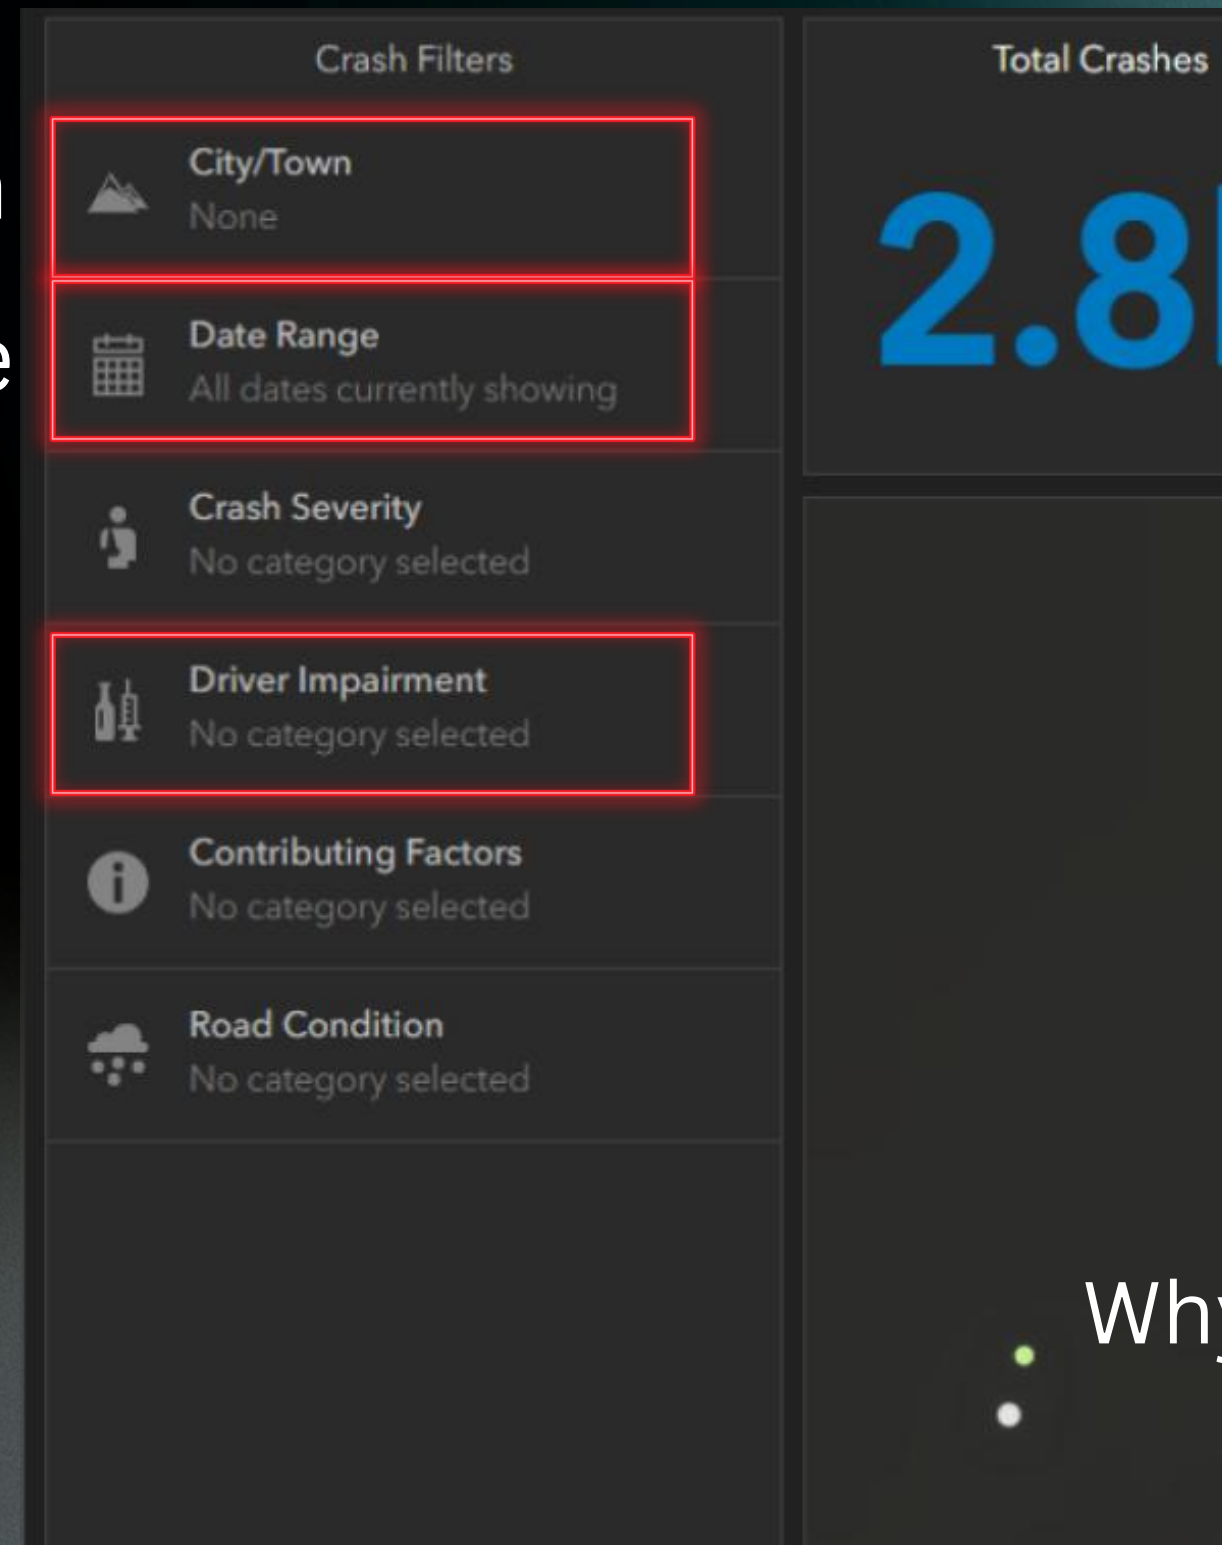 Crash Filters
City/Town
None
Date Range
All dates currently showing
Crash Severity
No category selected
Driver Impairment
No category selected
Contributing Factors
No category selected
Road Condition
No category selected
Total Crashes
2.8
Why